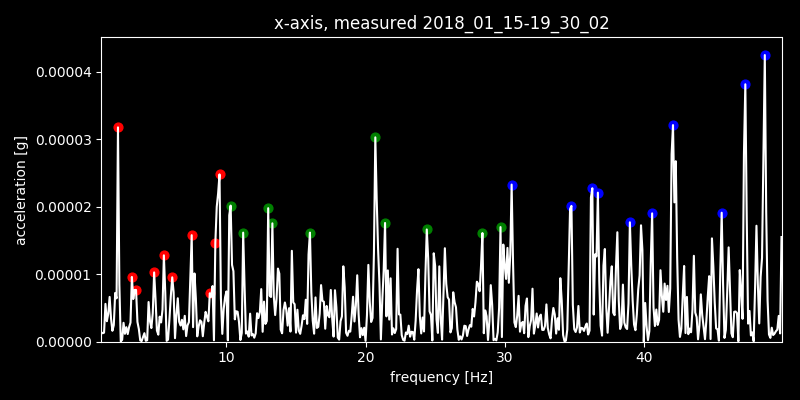 x-axis, measured 2018_01_15-19_30_02
acceleration [g]
0.00004
0.00003
0.00002
0.00001
0.00000
10 20 30 40
frequency [Hz]